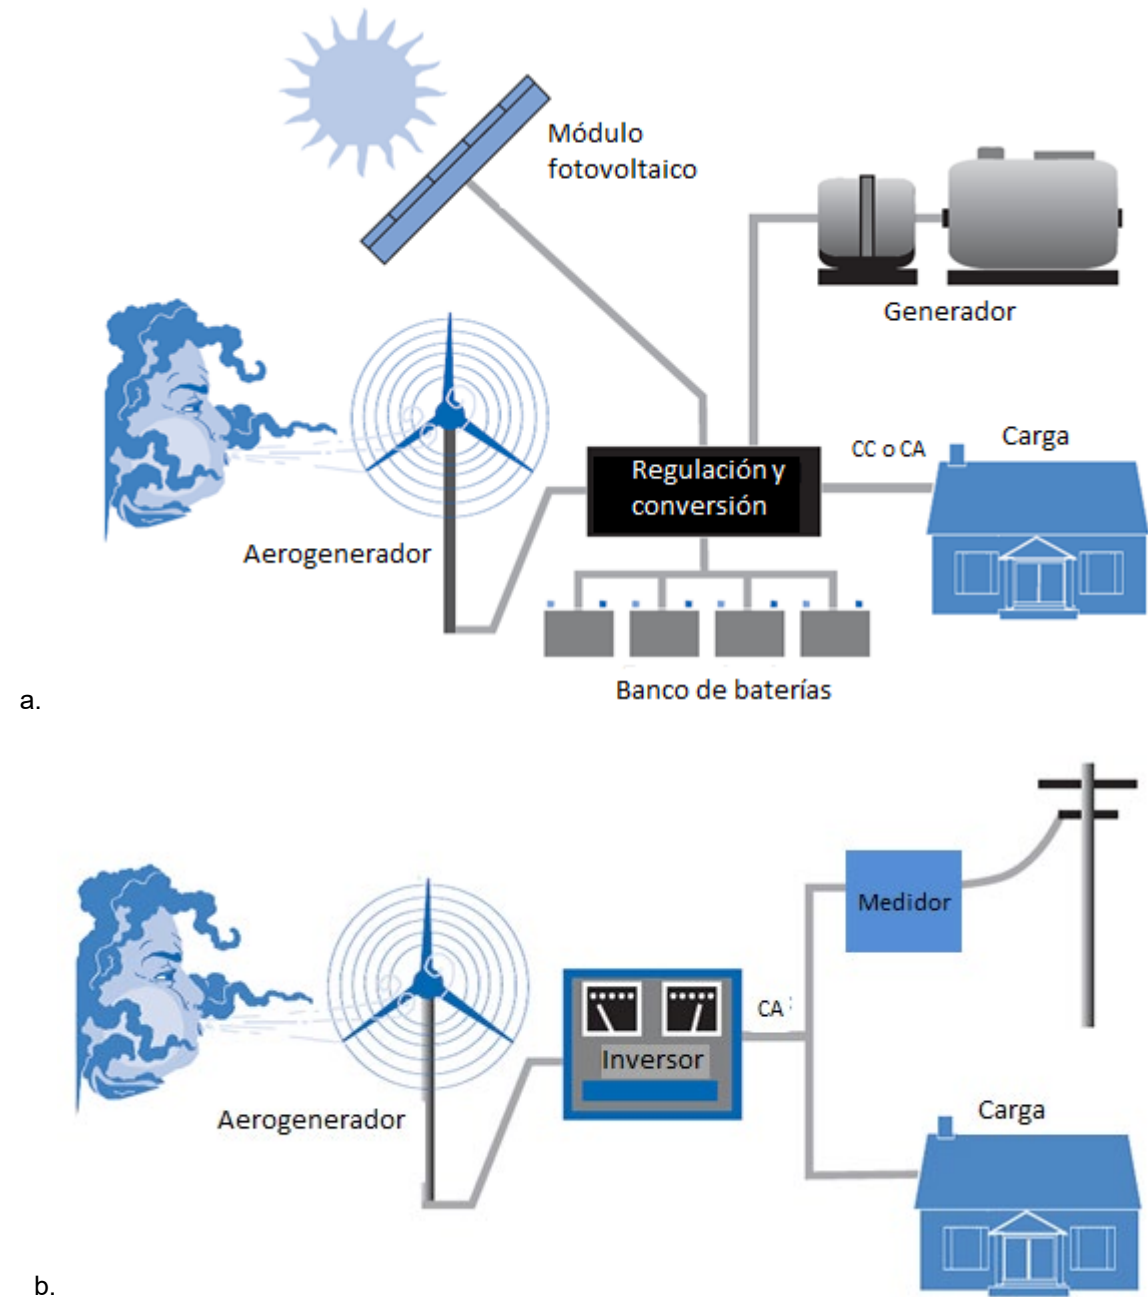 Módulo
fotovoltaico
Generador
CC o CA
Carga
Regulación y
conversión
Aerogenerador
Banco de baterías
a.
Medidor
CA
Inversor
Aerogenerador
Carga
b.